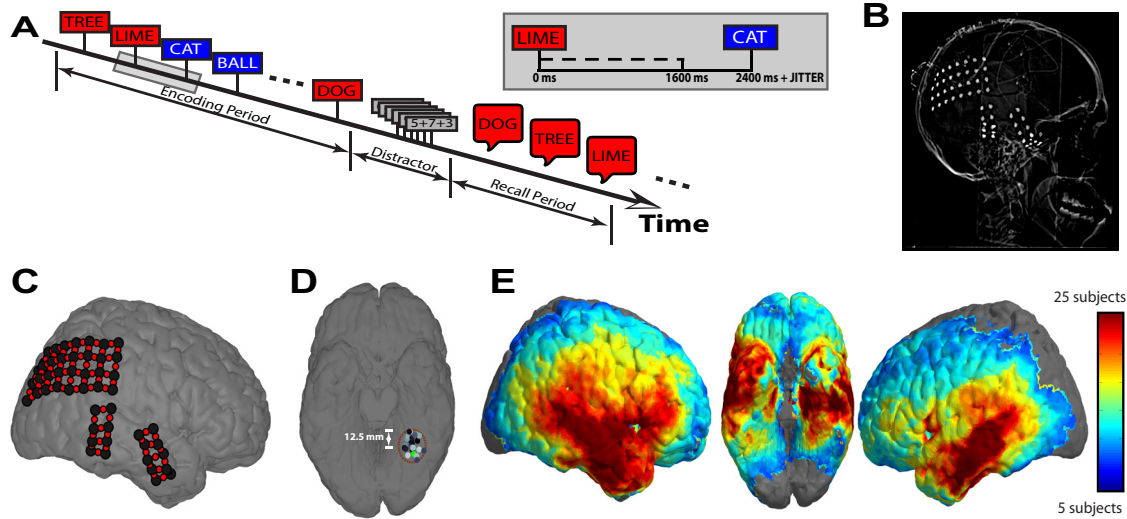 A
TREE
LIME
CAT
BALL
DOG
5+7+3
DOG
TREE
LIME
Encoding Period
Distractor
Recall Period
Time
LIME
CAT
0 ms
1600 ms
2400 ms + JITTER
B
C
D
12.5 mm
E
25 subjects
5 subjects